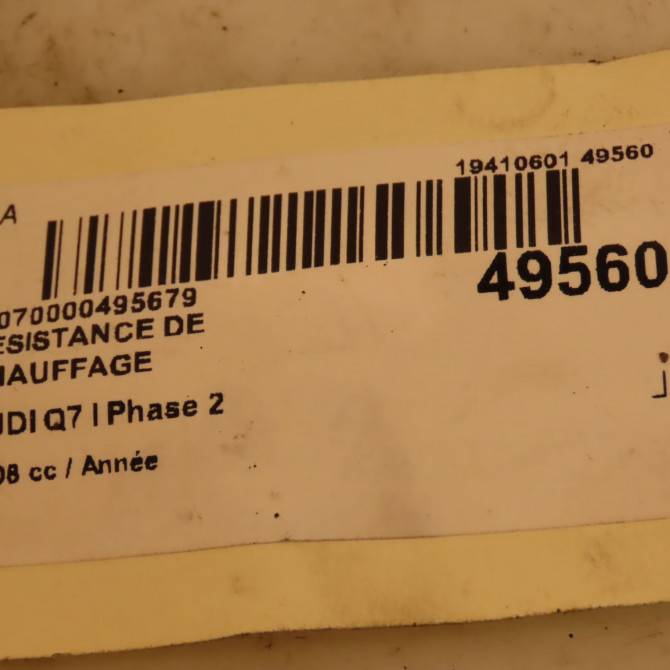 19410601 49560
A
49560
070000495679
ESISTANCE DE
HAUFFAGE
UDI Q7 I Phase 2
08 cc / Année